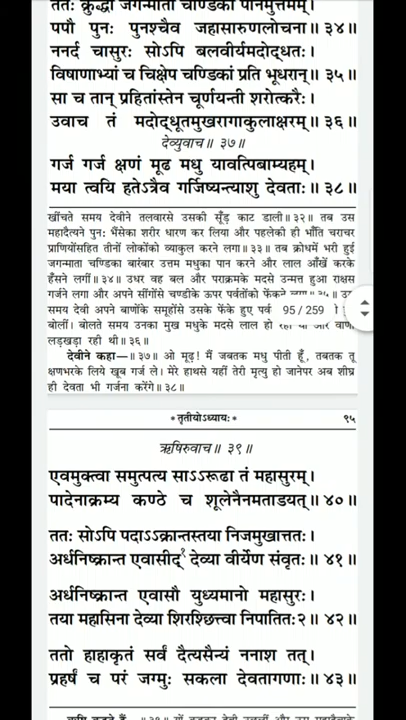 ततः क्रुद्धा जगन्माता चण्डिका पानमुत्तमम्।
पपौ पुनः पुनश्चैव जहासारुणलोचना॥ ३४॥
ननर्द चासुरः सोऽपि बलवीर्यमदोद्धतः।
विषाणाभ्यां च चिक्षेप चण्डिकां प्रति भूधरान्॥ ३५॥
सा च तान् प्रहितांस्तेन चूर्णयन्ती शरोत्करैः।
उवाच तं मदोद्धूतमुखरागाकुलाक्षरम्॥ ३६॥
देव्युवाच॥ ३७॥
गर्ज गर्ज क्षणं मूढ मधु यावत्पिबाम्यहम्।
मया त्वयि हतेऽत्रैव गर्जिष्यन्त्याशु देवताः॥ ३८॥
खींचते समय देवीने तलवारसे उसकी सूँड़ काट डाली॥ ३२॥ तब उस
महादैत्यने पुनः भैंसेका शरीर धारण कर लिया और पहलेकी ही भाँति चराचर
प्राणियोंसहित तीनों लोकोंको व्याकुल करने लगा॥ ३३॥ तब क्रोधमें भरी हुई
जगन्माता चण्डिका बारंबार उत्तम मधुका पान करने और लाल आँखें करके
हँसने लगीं॥ ३४॥ उधर वह बल और पराक्रमके मदसे उन्मत्त हुआ राक्षस
गर्जने लगा और अपने सींगोंसे चण्डीके ऊपर पर्वतोंको फेंकने
समय देवी अपने बाणोंके समूहोंसे उसके फेंके हुए पर्व 95 / 259
बोलीं। बोलते समय उनका मुख मधुके मदसे लाल हो
लड़खड़ा रही थी॥ ३६॥
देवीने कहा—॥ ३७॥ ओ मूढ़! मैं जबतक मधु पीती हूँ, तबतक तू
क्षणभरके लिये खूब गर्ज ले। मेरे हाथसे यहीं तेरी मृत्यु हो जानेपर अब शीघ्र
ही देवता भी गर्जना करेंगे॥ ३८॥
* तृतीयोऽध्यायः * ९५
ऋषिरुवाच॥ ३९॥
एवमुक्त्वा समुत्पत्य साऽऽरूढा तं महासुरम्।
पादेनाक्रम्य कण्ठे च शूलेनैनमताडयत्॥ ४०॥
ततः सोऽपि पदाऽऽक्रान्तस्तया निजमुखात्ततः।
अर्धनिष्क्रान्त एवासीद्१ देव्या वीर्येण संवृतः॥ ४१॥
अर्धनिष्क्रान्त एवासौ युध्यमानो महासुरः।
तया महासिना देव्या शिरश्छित्त्वा निपातितः२॥ ४२॥
ततो हाहाकृतं सर्वं दैत्यसैन्यं ननाश तत्।
प्रहर्षं च परं जग्मुः सकला देवतागणाः॥ ४३॥